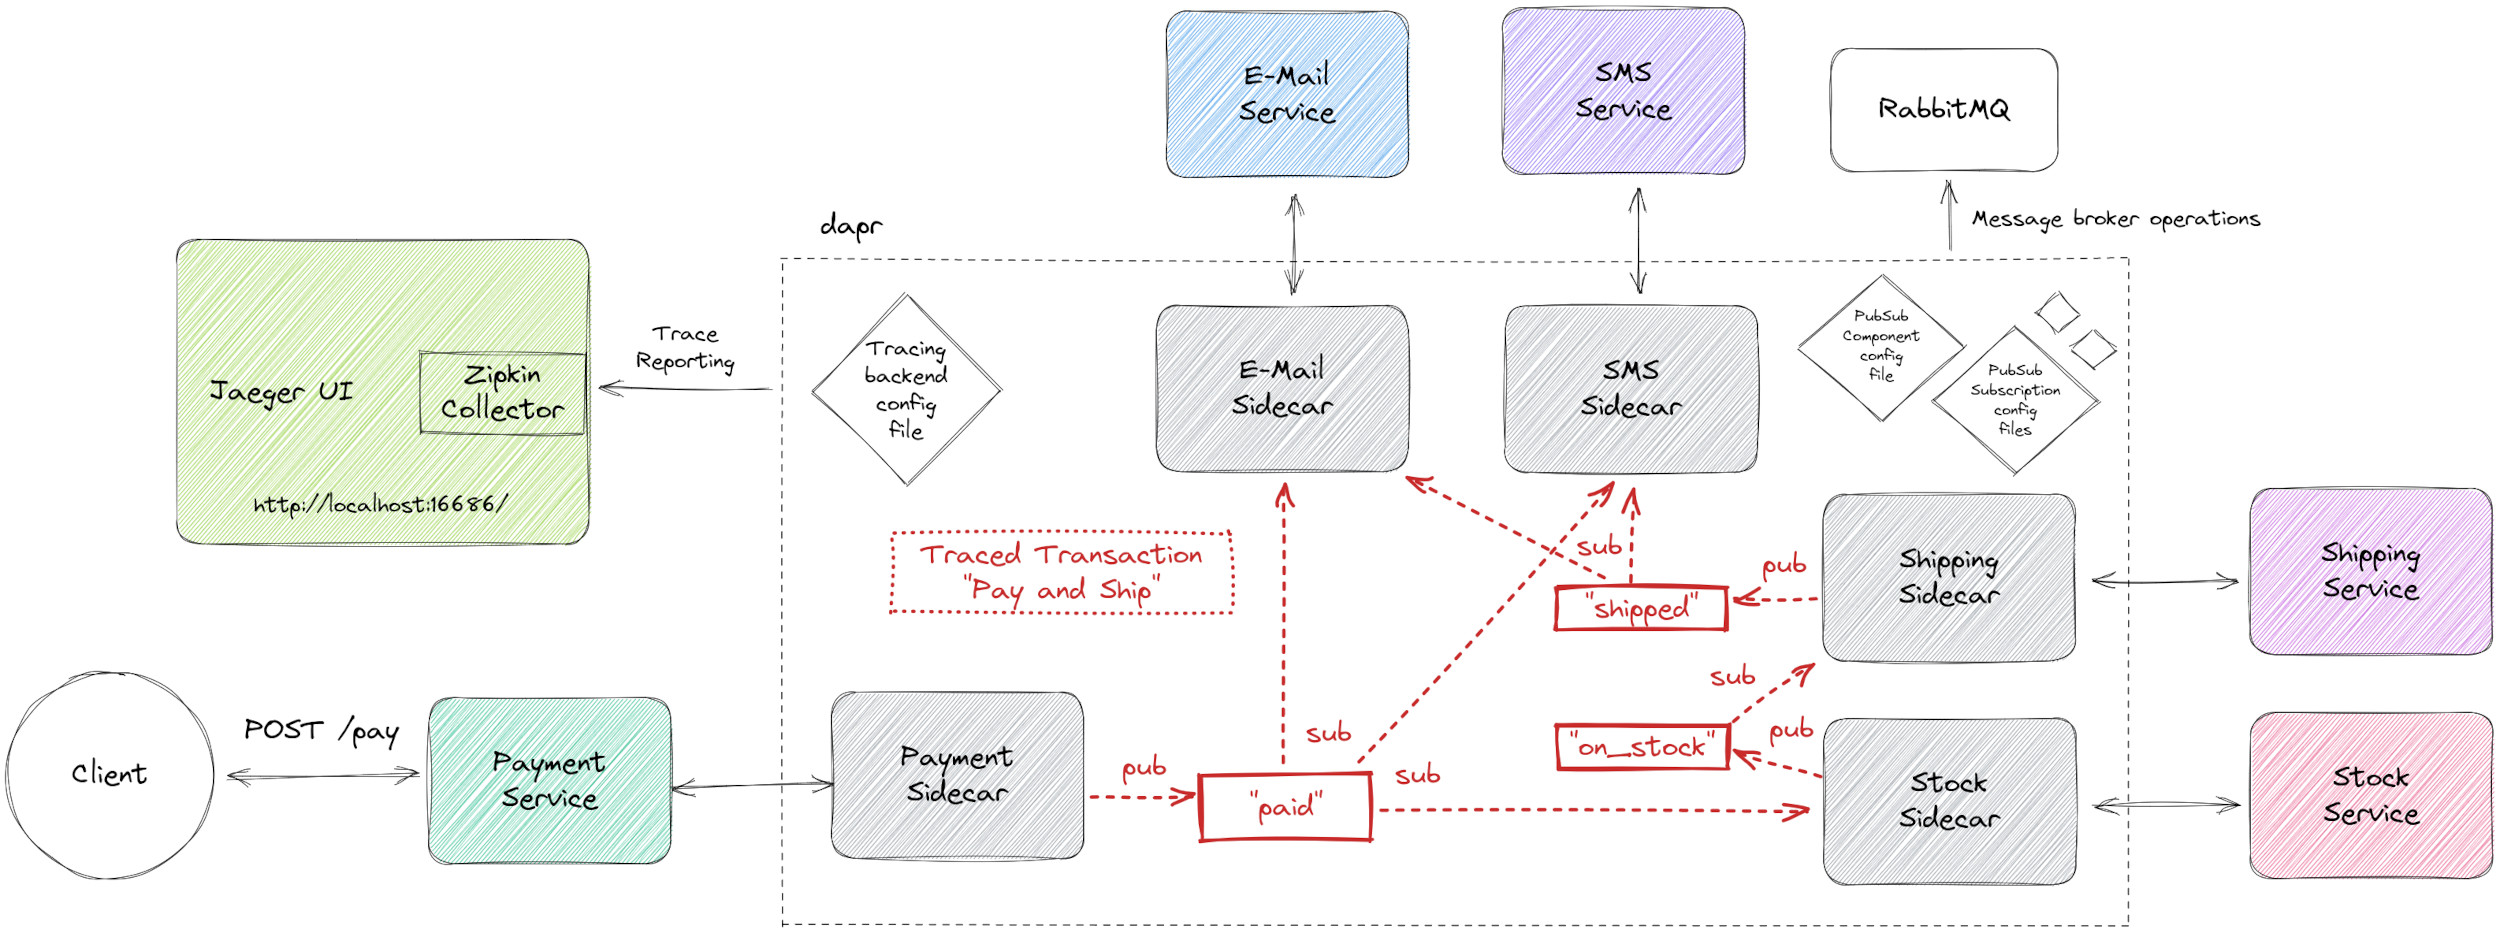 E-Mail
Service
SMS
Service
RabbitMQ
dapr
Message broker operations
Jaeger UI
Zipkin
Collector
http://localhost:16686/
Trace
Reporting
Tracing
backend
config
file
E-Mail
Sidecar
SMS
Sidecar
PubSub
Component
config
file
PubSub
Subscription
config
files
Traced Transaction
"Pay and Ship"
sub
"shipped"
pub
Shipping
Sidecar
Shipping
Service
Client
POST /pay
Payment
Service
Payment
Sidecar
pub
"paid"
sub
sub
"on_stock"
sub
pub
Stock
Sidecar
Stock
Service